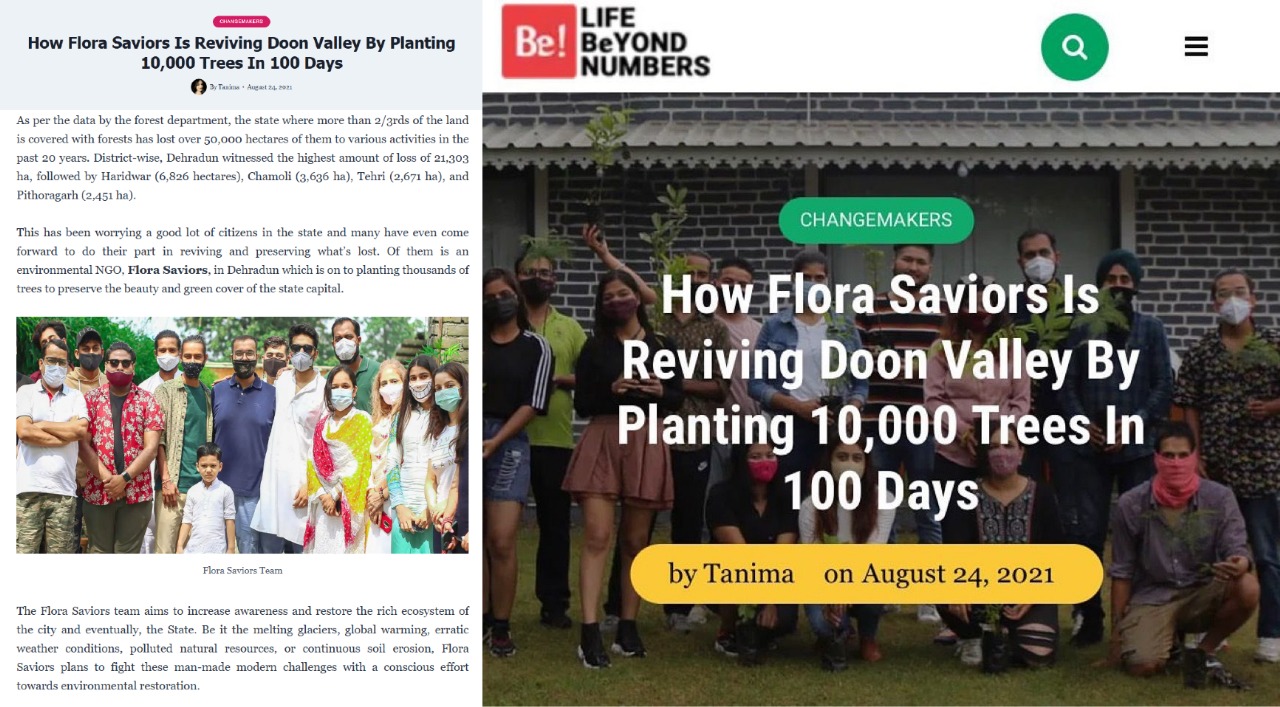 CHANGEMAKERS
How Flora Saviors Is Reviving Doon Valley By Planting
10,000 Trees In 100 Days
By Tanima • August 24, 2021
As per the data by the forest department, the state where more than 2/3rds of the land
is covered with forests has lost over 50,000 hectares of them to various activities in the
past 20 years. District-wise, Dehradun witnessed the highest amount of loss of 21,303
ha, followed by Haridwar (6,826 hectares), Chamoli (3,636 ha), Tehri (2,671 ha), and
Pithoragarh (2,451 ha).
This has been worrying a good lot of citizens in the state and many have even come
forward to do their part in reviving and preserving what's lost. Of them is an
environmental NGO, Flora Saviors, in Dehradun which is on to planting thousands of
trees to preserve the beauty and green cover of the state capital.
Flora Saviors Team
The Flora Saviors team aims to increase awareness and restore the rich ecosystem of
the city and eventually, the State. Be it the melting glaciers, global warming, erratic
weather conditions, polluted natural resources, or continuous soil erosion, Flora
Saviors plans to fight these man-made modern challenges with a conscious effort
towards environmental restoration.
Be!
LIFE
BeYOND
NUMBERS
CHANGEMAKERS
How Flora Saviors Is
Reviving Doon Valley By
Planting 10,000 Trees In
100 Days
by Tanima on August 24, 2021